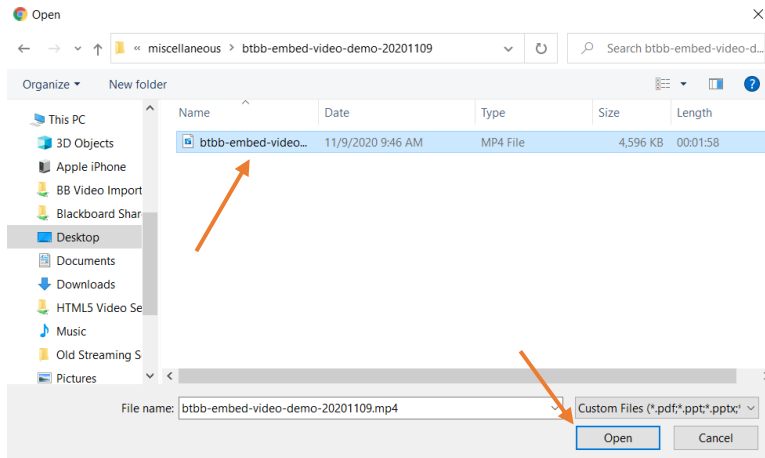 Open
« miscellaneous > btbb-embed-video-demo-20201109
Search btbb-embed-video-d...
Organize
New folder
?
Name Date Type Size Length
btbb-embed-video... 11/9/2020 9:46 AM MP4 File 4,596 KB 00:01:58
This PC
3D Objects
Apple iPhone
BB Video Import
Blackboard Shar
Desktop
Documents
Downloads
HTML5 Video Se
Music
Old Streaming S
Pictures
File name: btbb-embed-video-demo-20201109.mp4
Custom Files (*.pdf;*.ppt;*.pptx;*
Open Cancel